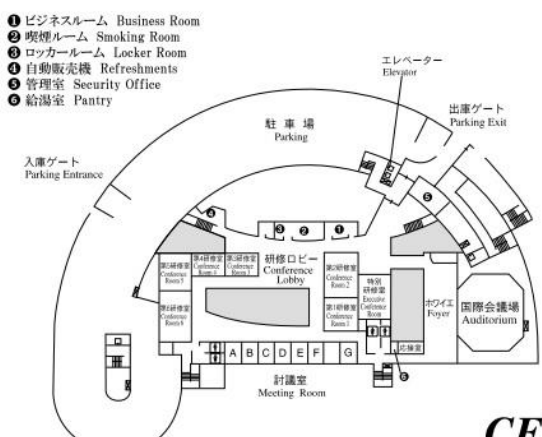 ❶ ビジネスルーム Business Room
❷ 喫煙ルーム Smoking Room
❸ ロッカールーム Locker Room
❹ 自動販売機 Refreshments
❺ 管理室 Security Office
❻ 給湯室 Pantry
エレベーター
Elevator
出庫ゲート
Parking Exit
駐車場
Parking
入庫ゲート
Parking Entrance
❹
❸
❷
❶
❺
第5研修室
Conference
Room 5
第4研修室
Conference
Room 4
第3研修室
Conference
Room 3
研修ロビー
Conference
Lobby
第2研修室
Conference
Room 2
特別
研修室
Executive
Conference
Room
ホワイエ
Foyer
国際会議場
Auditorium
第6研修室
Conference
Room 6
第1研修室
Conference
Room 1
A B C D E F G
応接室
❻
討議室
Meeting Room
CF